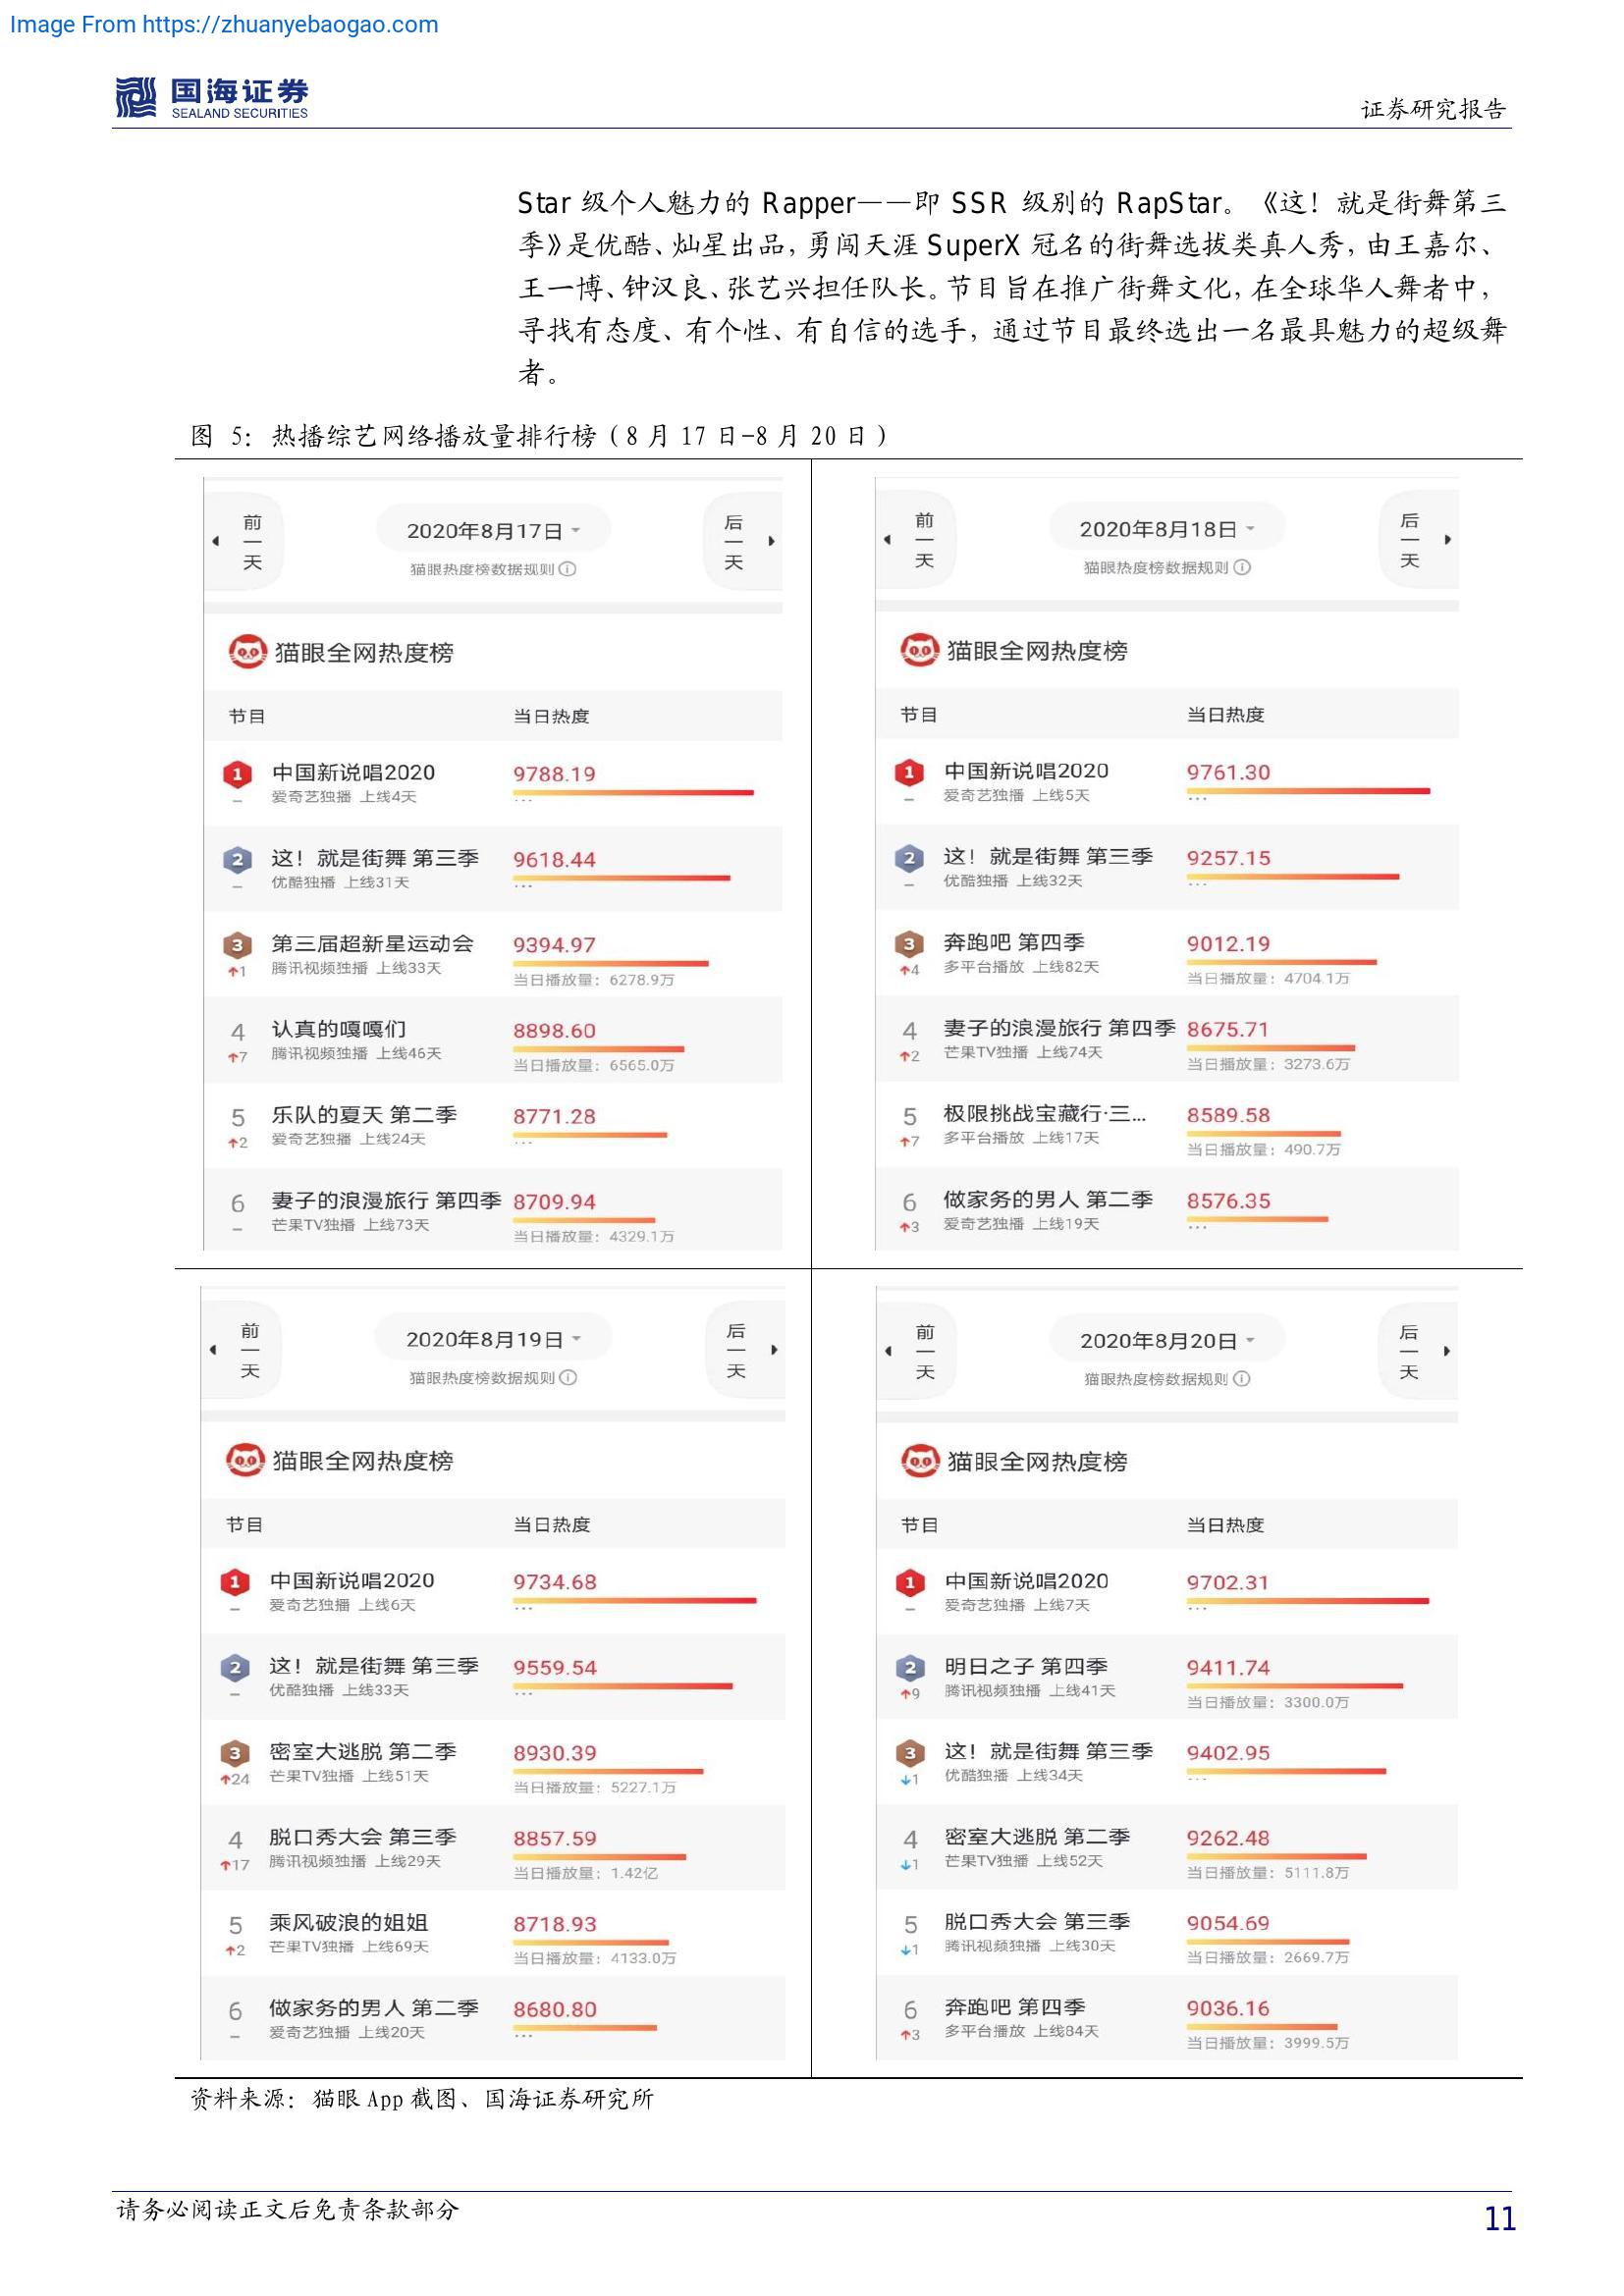 Image From https://zhuanyebaogao.com
国海证券
SEALAND SECURITIES
证券研究报告
Star 级个人魅力的 Rapper——即 SSR 级别的 RapStar。《这！就是街舞第三
季》是优酷、灿星出品，勇闯天涯 SuperX 冠名的街舞选拔类真人秀，由王嘉尔、
王一博、钟汉良、张艺兴担任队长。节目旨在推广街舞文化，在全球华人舞者中，
寻找有态度、有个性、有自信的选手，通过节目最终选出一名最具魅力的超级舞
者。
图 5：热播综艺网络播放量排行榜（8 月 17 日-8 月 20 日）
前一天
2020年8月17日
后一天
猫眼热度榜数据规则
猫眼全网热度榜
节目 当日热度
1 中国新说唱2020 9788.19
– 爱奇艺独播 上线4天 ...
2 这！就是街舞 第三季 9618.44
– 优酷独播 上线31天 ...
3 第三届超新星运动会 9394.97
↑1 腾讯视频独播 上线33天 当日播放量：6278.9万
4 认真的嘎嘎们 8898.60
↑7 腾讯视频独播 上线46天 当日播放量：6565.0万
5 乐队的夏天 第二季 8771.28
↑2 爱奇艺独播 上线24天 ...
6 妻子的浪漫旅行 第四季 8709.94
– 芒果TV独播 上线73天 当日播放量：4329.1万
前一天
2020年8月18日
后一天
猫眼热度榜数据规则
猫眼全网热度榜
节目 当日热度
1 中国新说唱2020 9761.30
– 爱奇艺独播 上线5天 ...
2 这！就是街舞 第三季 9257.15
– 优酷独播 上线32天 ...
3 奔跑吧 第四季 9012.19
↑4 多平台播放 上线82天 当日播放量：4704.1万
4 妻子的浪漫旅行 第四季 8675.71
↑2 芒果TV独播 上线74天 当日播放量：3273.6万
5 极限挑战宝藏行·三... 8589.58
↑7 多平台播放 上线17天 当日播放量：490.7万
6 做家务的男人 第二季 8576.35
↑3 爱奇艺独播 上线19天 ...
前一天
2020年8月19日
后一天
猫眼热度榜数据规则
猫眼全网热度榜
节目 当日热度
1 中国新说唱2020 9734.68
– 爱奇艺独播 上线6天 ...
2 这！就是街舞 第三季 9559.54
– 优酷独播 上线33天 ...
3 密室大逃脱 第二季 8930.39
↑24 芒果TV独播 上线51天 当日播放量：5227.1万
4 脱口秀大会 第三季 8857.59
↑17 腾讯视频独播 上线29天 当日播放量：1.42亿
5 乘风破浪的姐姐 8718.93
↑2 芒果TV独播 上线69天 当日播放量：4133.0万
6 做家务的男人 第二季 8680.80
– 爱奇艺独播 上线20天 ...
前一天
2020年8月20日
后一天
猫眼热度榜数据规则
猫眼全网热度榜
节目 当日热度
1 中国新说唱2020 9702.31
– 爱奇艺独播 上线7天 ...
2 明日之子 第四季 9411.74
↑9 腾讯视频独播 上线41天 当日播放量：3300.0万
3 这！就是街舞 第三季 9402.95
↓1 优酷独播 上线34天 ...
4 密室大逃脱 第二季 9262.48
↓1 芒果TV独播 上线52天 当日播放量：5111.8万
5 脱口秀大会 第三季 9054.69
↓1 腾讯视频独播 上线30天 当日播放量：2669.7万
6 奔跑吧 第四季 9036.16
↑3 多平台播放 上线84天 当日播放量：3999.5万
资料来源：猫眼 App 截图、国海证券研究所
请务必阅读正文后免责条款部分
11